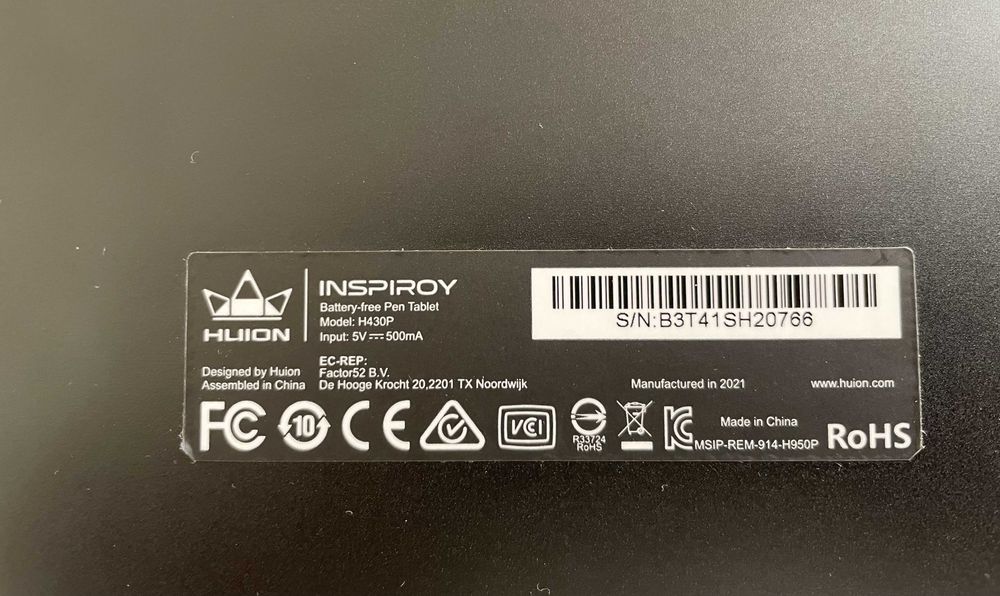 HUION
INSPIROY
Battery-free Pen Tablet
Model: H430P
Input: 5V⎓500mA
S/N:B3T41SH20766
Designed by Huion
Assembled in China
EC-REP:
Factor52 B.V.
De Hooge Krocht 20,2201 TX Noordwijk
Manufactured in 2021
www.huion.com
FC
10
CE
VCI
R33724
RoHS
Made in China
MSIP-REM-914-H950P
RoHS